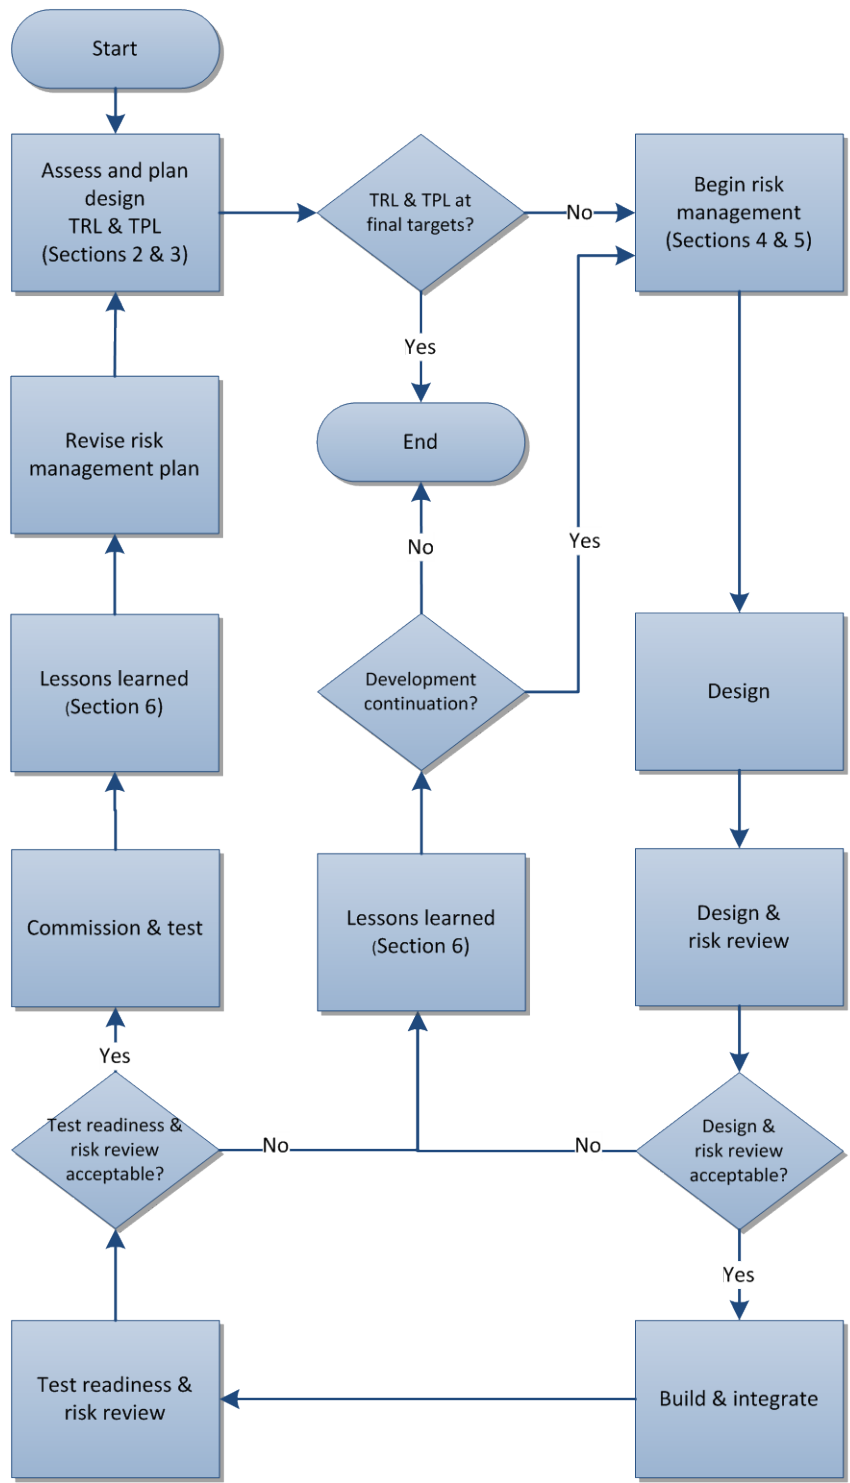 Start
Assess and plan
design
TRL & TPL
(Sections 2 & 3)
TRL & TPL at
final targets?
No
Begin risk
management
(Sections 4 & 5)
Yes
End
Revise risk
management plan
No
Yes
Lessons learned
(Section 6)
Development
continuation?
Design
Commission & test
Lessons learned
(Section 6)
Design &
risk review
Yes
Test readiness &
risk review
acceptable?
No
No
Design &
risk review
acceptable?
Yes
Test readiness &
risk review
Build & integrate